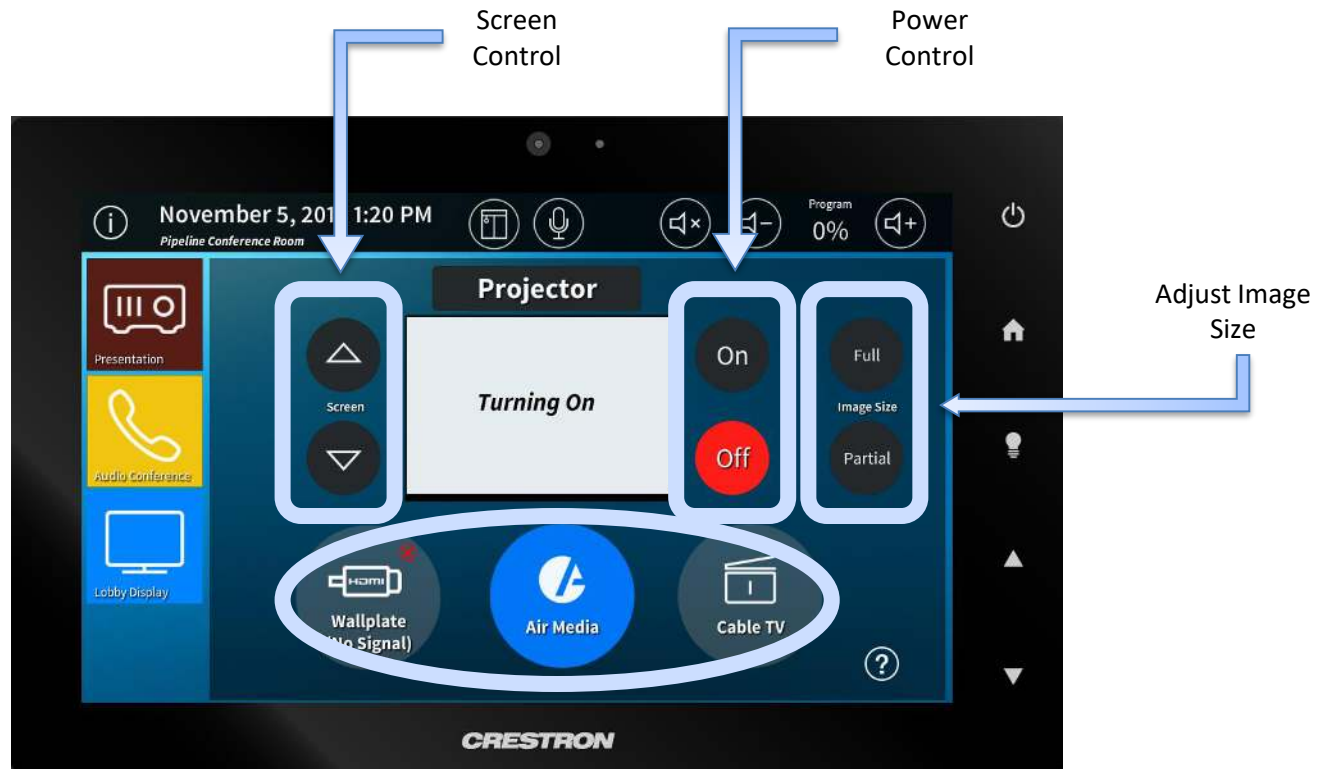 Screen
Control
Power
Control
Adjust Image
Size
November 5, 201 1:20 PM
Pipeline Conference Room
Program
0%
Projector
Presentation
Screen
Turning On
On
Off
Full
Image Size
Partial
Audio Conference
Lobby Display
HDMI
Wallplate
(No Signal)
Air Media
Cable TV
?
CRESTRON